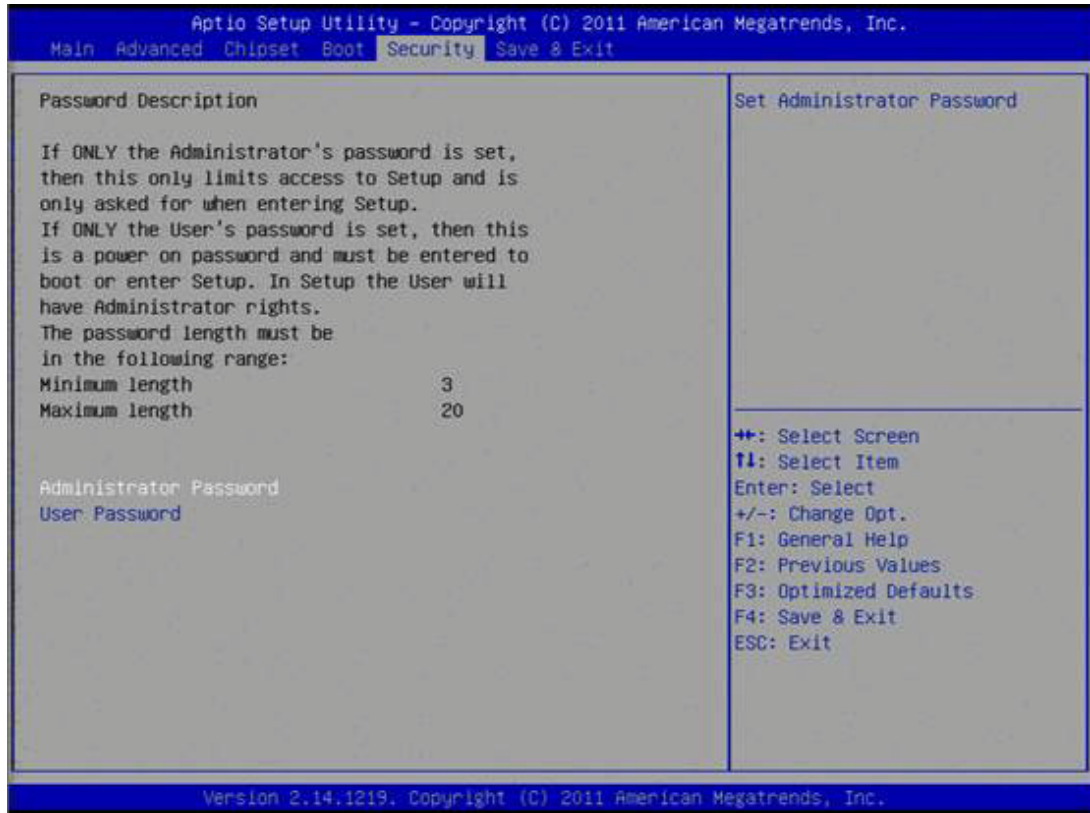 Aptio Setup Utility – Copyright (C) 2011 American Megatrends, Inc.
Main Advanced Chipset Boot Security Save & Exit
Password Description
If ONLY the Administrator's password is set,
then this only limits access to Setup and is
only asked for when entering Setup.
If ONLY the User's password is set, then this
is a power on password and must be entered to
boot or enter Setup. In Setup the User will
have Administrator rights.
The password length must be
in the following range:
Minimum length 3
Maximum length 20
Administrator Password
User Password
Set Administrator Password
→←: Select Screen
↑↓: Select Item
Enter: Select
+/-: Change Opt.
F1: General Help
F2: Previous Values
F3: Optimized Defaults
F4: Save & Exit
ESC: Exit
Version 2.14.1219. Copyright (C) 2011 American Megatrends, Inc.